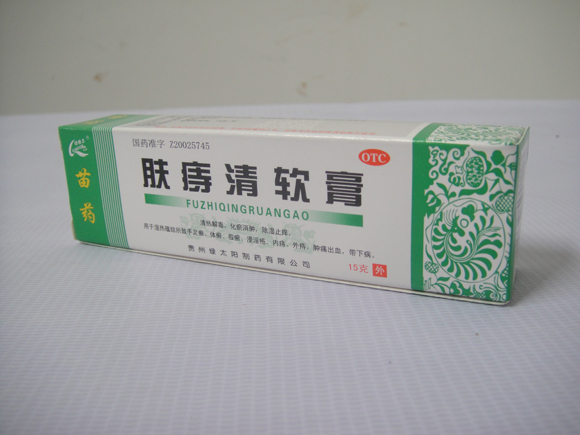 苗药
国药准字 Z20025745
OTC
肤痔清软膏
FUZHIQINGRUANGAO
清热解毒，化瘀消肿，除湿止痒。
用于湿热蕴结所致手足癣、体癣、股癣、浸淫疮、内痔、外痔，肿痛出血，带下病。
贵州绿太阳制药有限公司
15克 外